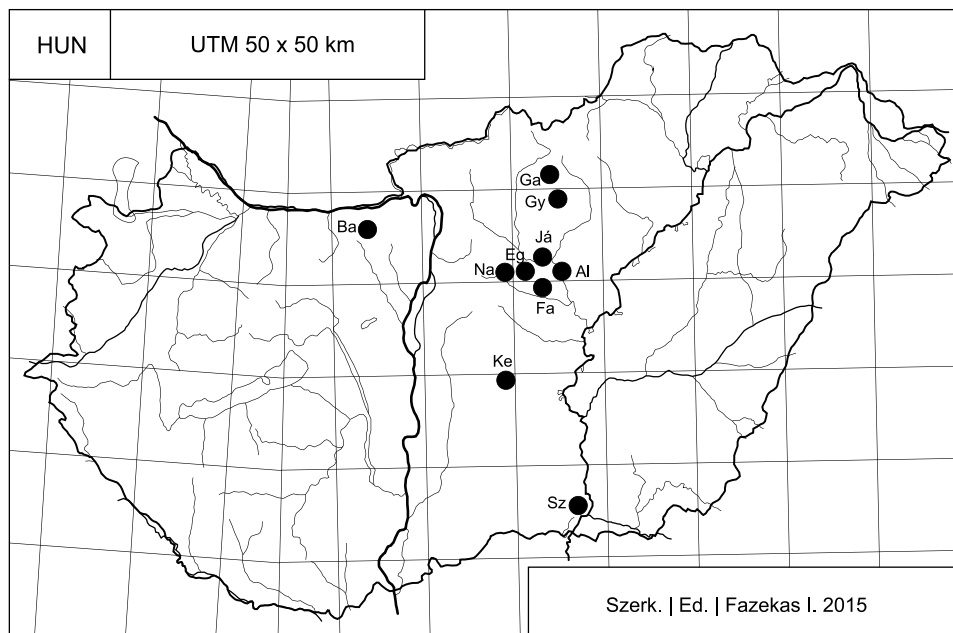 HUN
UTM 50 x 50 km
Ga
Gy
Ba
Já
Eg
Na
Al
Fa
Ke
Sz
Szerk. | Ed. | Fazekas I. 2015